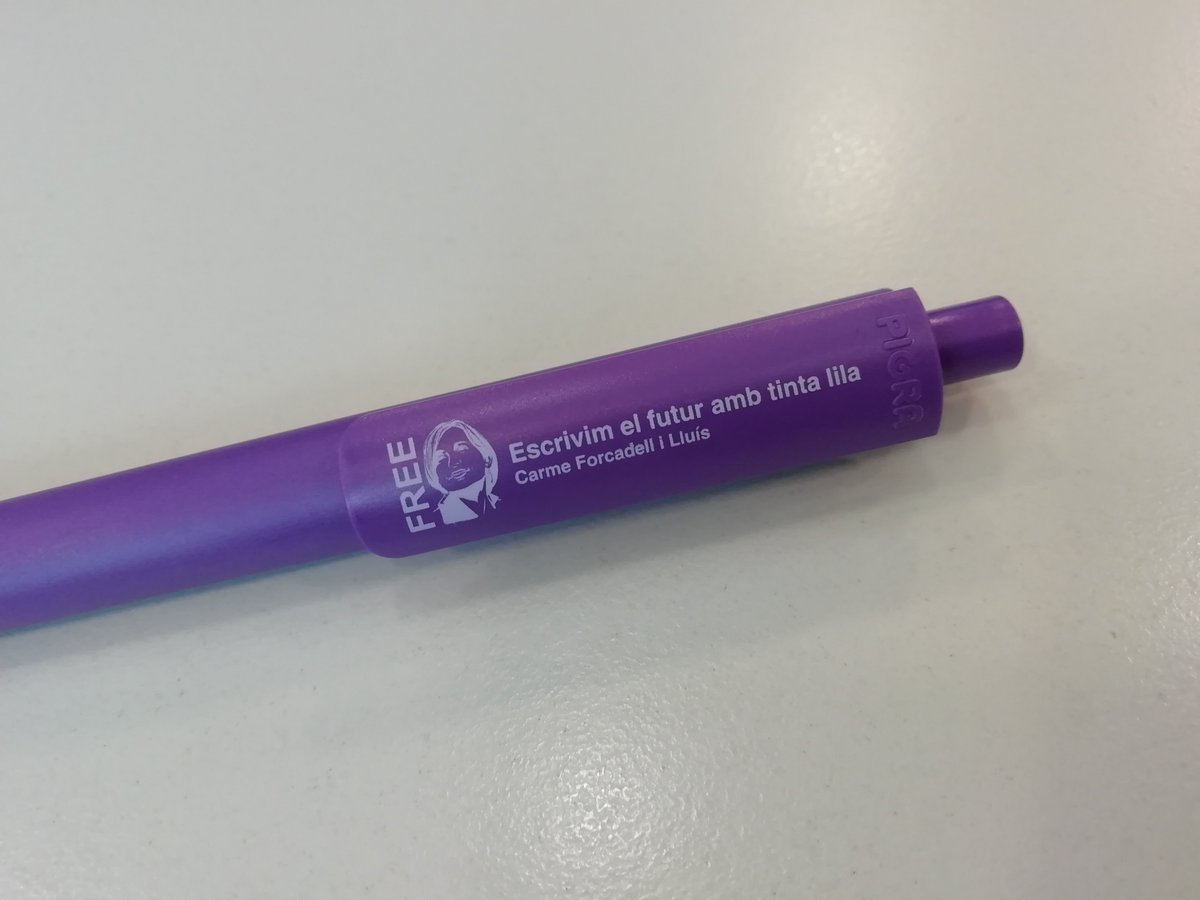 FREE
Escrivim el futur amb tinta lila
Carme Forcadell i Lluís
PIGRA